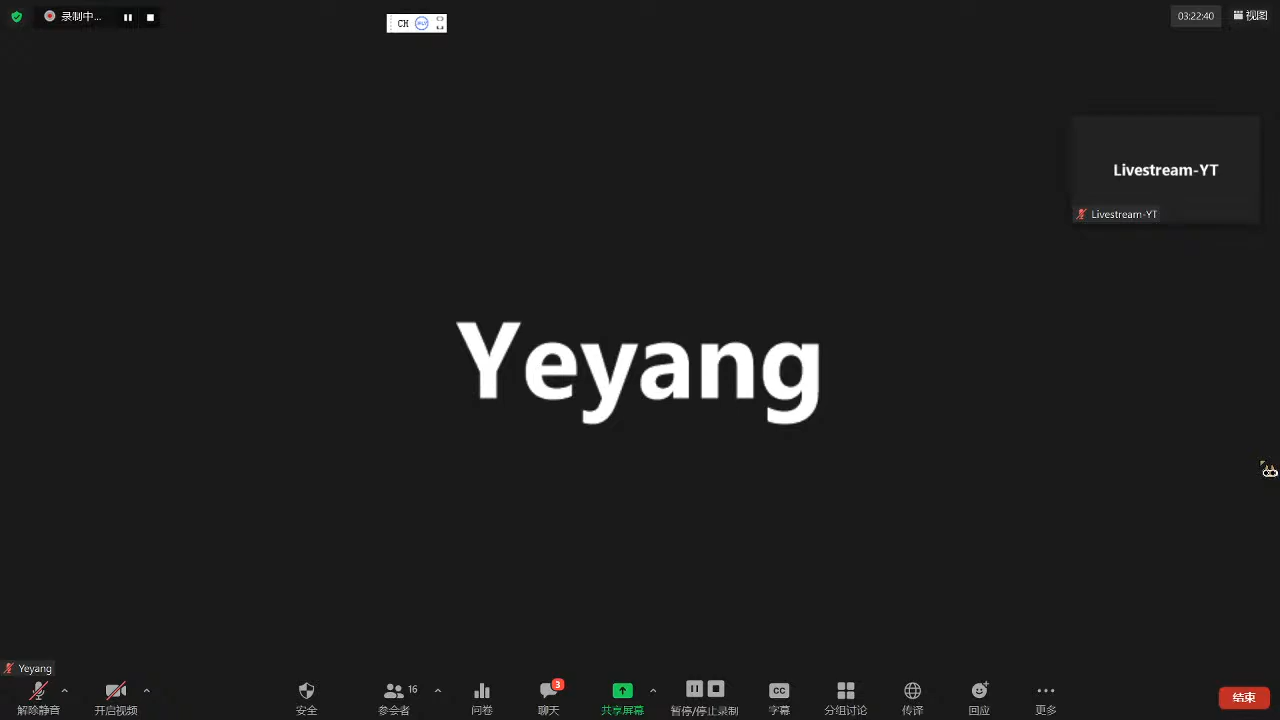 录制中...
CH
iFLY
03:22:40
视图
Livestream-YT
Livestream-YT
Yeyang
Yeyang
解除静音
开启视频
安全
16
参会者
问卷
3
聊天
共享屏幕
暂停/停止录制
CC
字幕
分组讨论
传译
回应
更多
结束